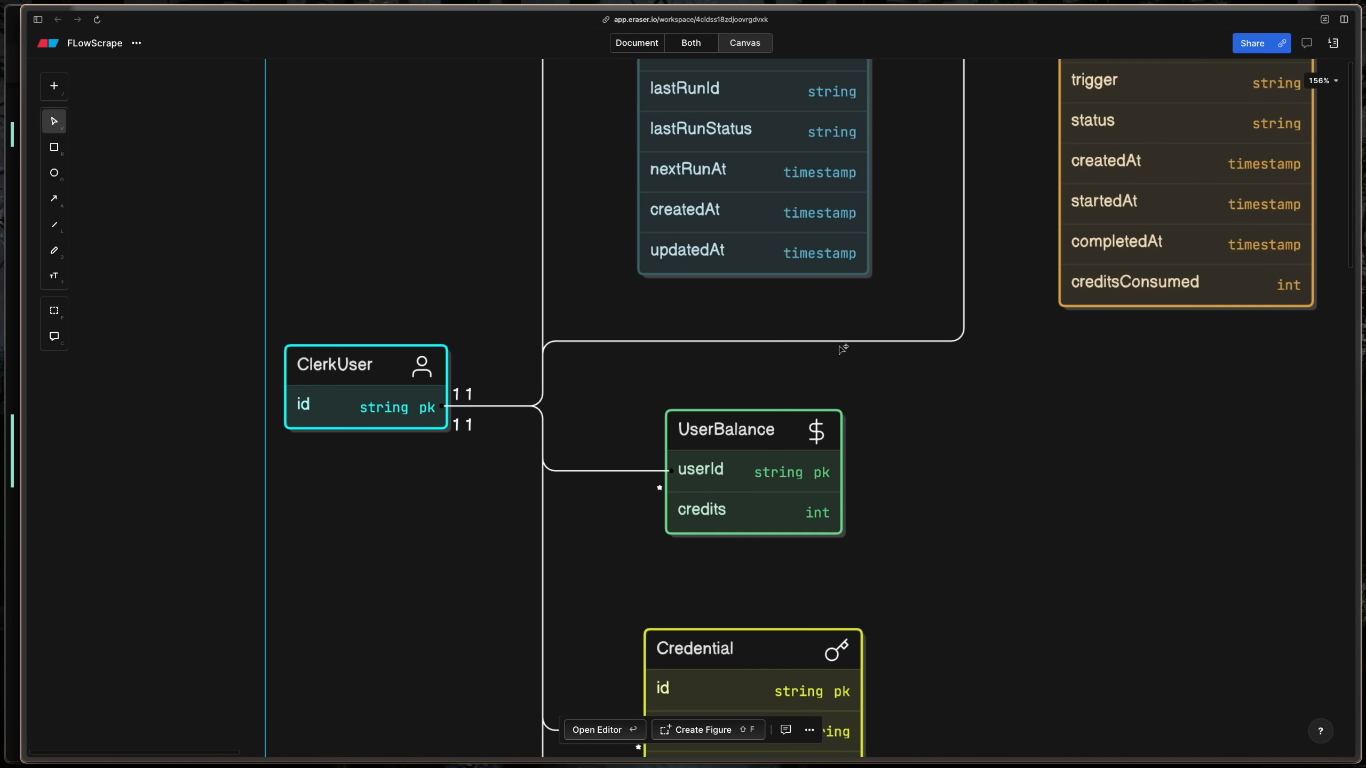 app.eraser.io/workspace/4cldss18zdjoovrgdvxk
FLowScrape ...
Document Both Canvas
Share
156%
lastRunId string
lastRunStatus string
nextRunAt timestamp
createdAt timestamp
updatedAt timestamp
trigger string
status string
createdAt timestamp
startedAt timestamp
completedAt timestamp
creditsConsumed int
ClerkUser
id string pk
1 1
1 1
UserBalance $
userId string pk
credits int
*
Credential
id string pk
ring
*
Open Editor
Create Figure ⇧ F
...
?